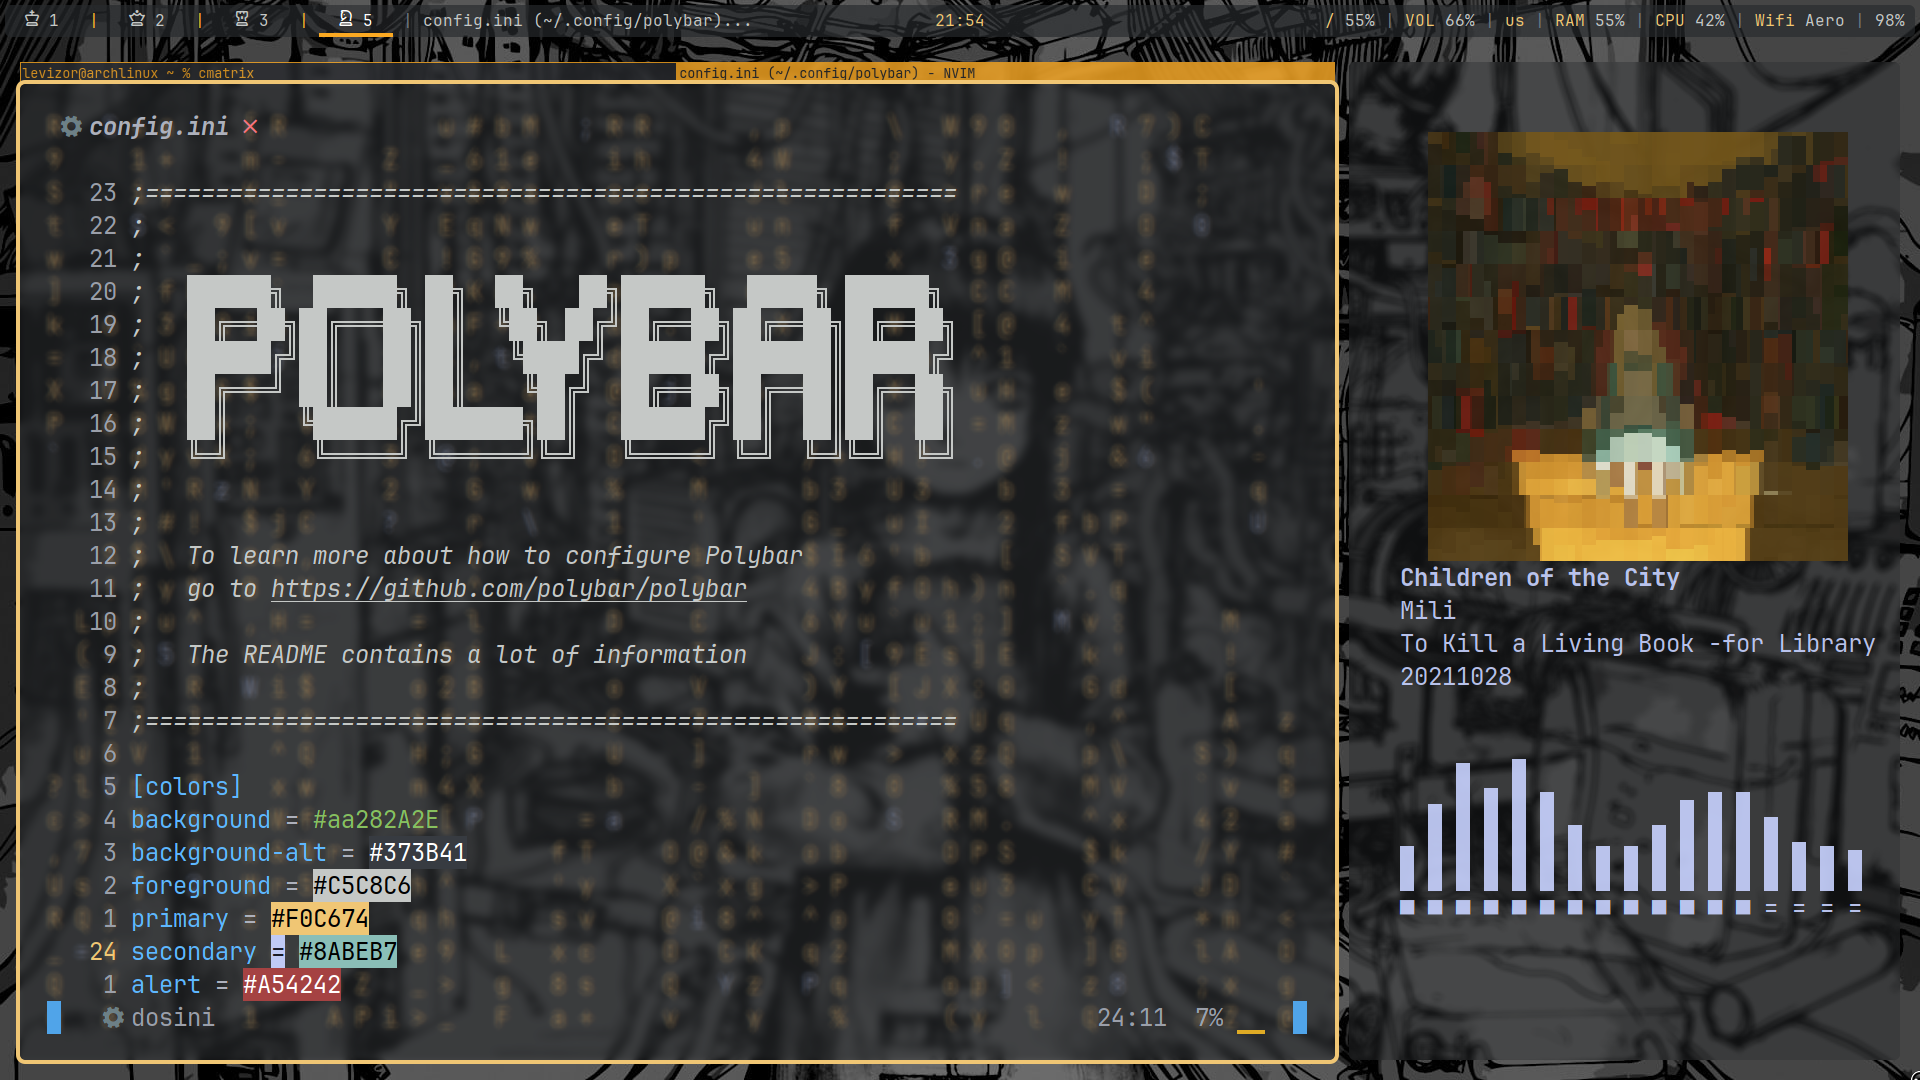 1 | 2 | 3 | 5 | config.ini (~/.config/polybar)...
21:54
/ 55% | VOL 66% | us | RAM 55% | CPU 42% | Wifi Aero | 98%
levizor@archlinux ~ % cmatrix
config.ini (~/.config/polybar) - NVIM
config.ini ×
23 ;==========================================================
22 ;
21 ;
20 ;
19 ;
18 ;
POLYBAR
17 ;
16 ;
15 ;
14 ;
13 ;
12 ; To learn more about how to configure Polybar
11 ; go to https://github.com/polybar/polybar
10 ;
9 ; The README contains a lot of information
8 ;
7 ;==========================================================
6
5 [colors]
4 background = #aa282A2E
3 background-alt = #373B41
2 foreground = #C5C8C6
1 primary = #F0C674
24 secondary = #8ABEB7
1 alert = #A54242
dosini
24:11 7%
Children of the City
Mili
To Kill a Living Book -for Library
20211028